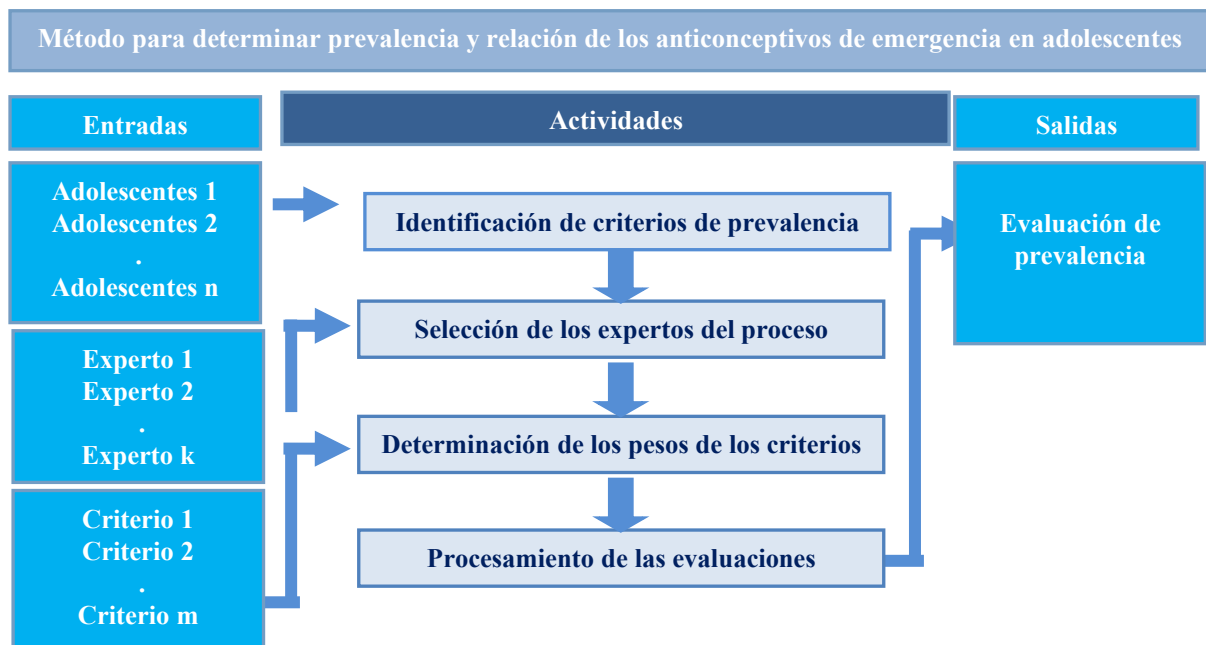 Método para determinar prevalencia y relación de los anticonceptivos de emergencia en adolescentes
Entradas
Adolescentes 1
Adolescentes 2
.
Adolescentes n
Experto 1
Experto 2
.
Experto k
Criterio 1
Criterio 2
.
Criterio m
Actividades
Identificación de criterios de prevalencia
Selección de los expertos del proceso
Determinación de los pesos de los criterios
Procesamiento de las evaluaciones
Salidas
Evaluación de
prevalencia